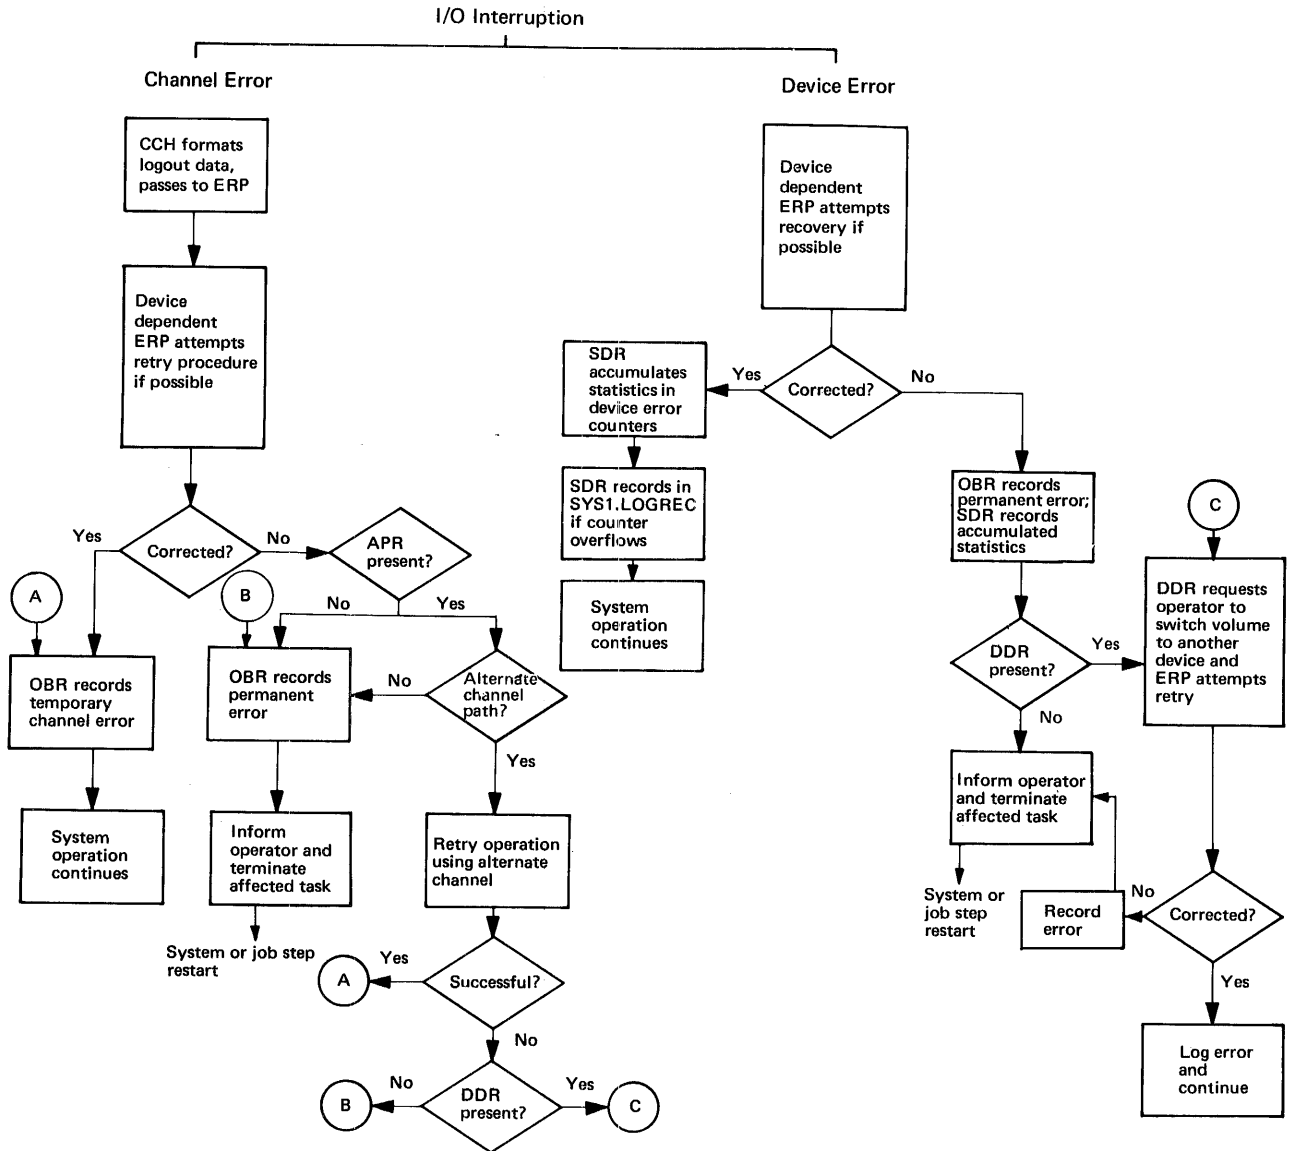 I/O Interruption
Channel Error
Device Error
CCH formats
logout data,
passes to ERP
Device
dependent
ERP attempts
retry procedure
if possible
Corrected?
Yes
No
APR
present?
No
Yes
A
B
OBR records
temporary
channel error
System
operation
continues
OBR records
permanent
error
Inform
operator and
terminate
affected task
System or job step
restart
Alternate
channel
path?
No
Yes
Retry operation
using alternate
channel
Successful?
Yes
A
No
DDR
present?
No
B
Yes
C
Device
dependent
ERP attempts
recovery if
possible
Corrected?
Yes
No
SDR
accumulates
statistics in
device error
counters
SDR records in
SYS1.LOGREC
if counter
overflows
System
operation
continues
OBR records
permanent error;
SDR records
accumulated
statistics
DDR
present?
Yes
No
Inform operator
and terminate
affected task
System or
job step
restart
C
DDR requests
operator to
switch volume
to another
device and
ERP attempts
retry
Corrected?
No
Record
error
Yes
Log error
and
continue